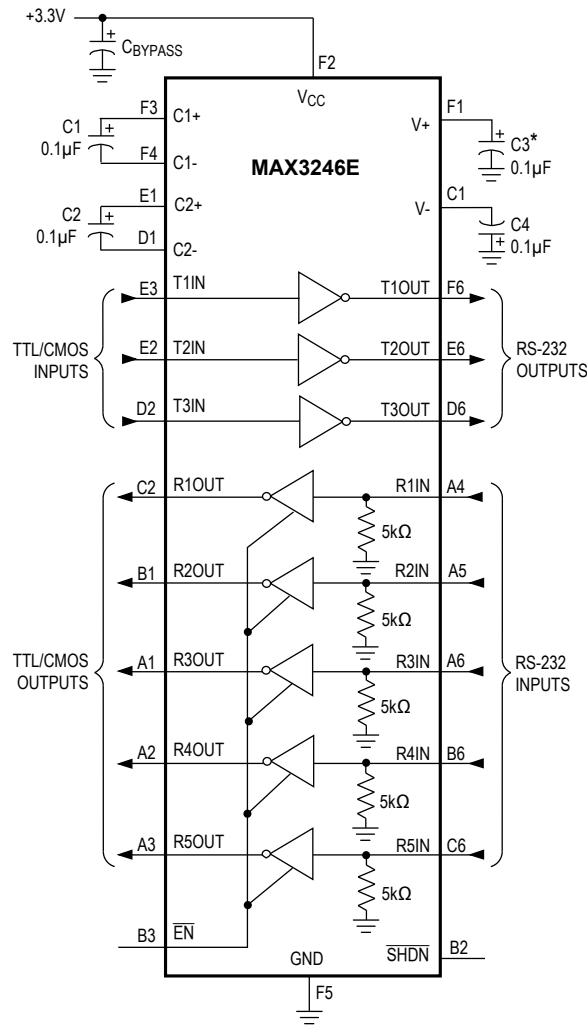 +3.3V
CBYPASS
F2
VCC
F3
C1+
C1
0.1µF
F4
C1-
F1
V+
C3*
0.1µF
MAX3246E
E1
C2+
C2
0.1µF
D1
C2-
C1
V-
C4
0.1µF
E3 T1IN T1OUT F6
E2 T2IN T2OUT E6
D2 T3IN T3OUT D6
TTL/CMOS
INPUTS
RS-232
OUTPUTS
C2 R1OUT R1IN A4
5kΩ
B1 R2OUT R2IN A5
5kΩ
A1 R3OUT R3IN A6
5kΩ
TTL/CMOS
OUTPUTS
RS-232
INPUTS
A2 R4OUT R4IN B6
5kΩ
A3 R5OUT R5IN C6
5kΩ
B3 E̅N̅
GND
S̅H̅D̅N̅ B2
F5